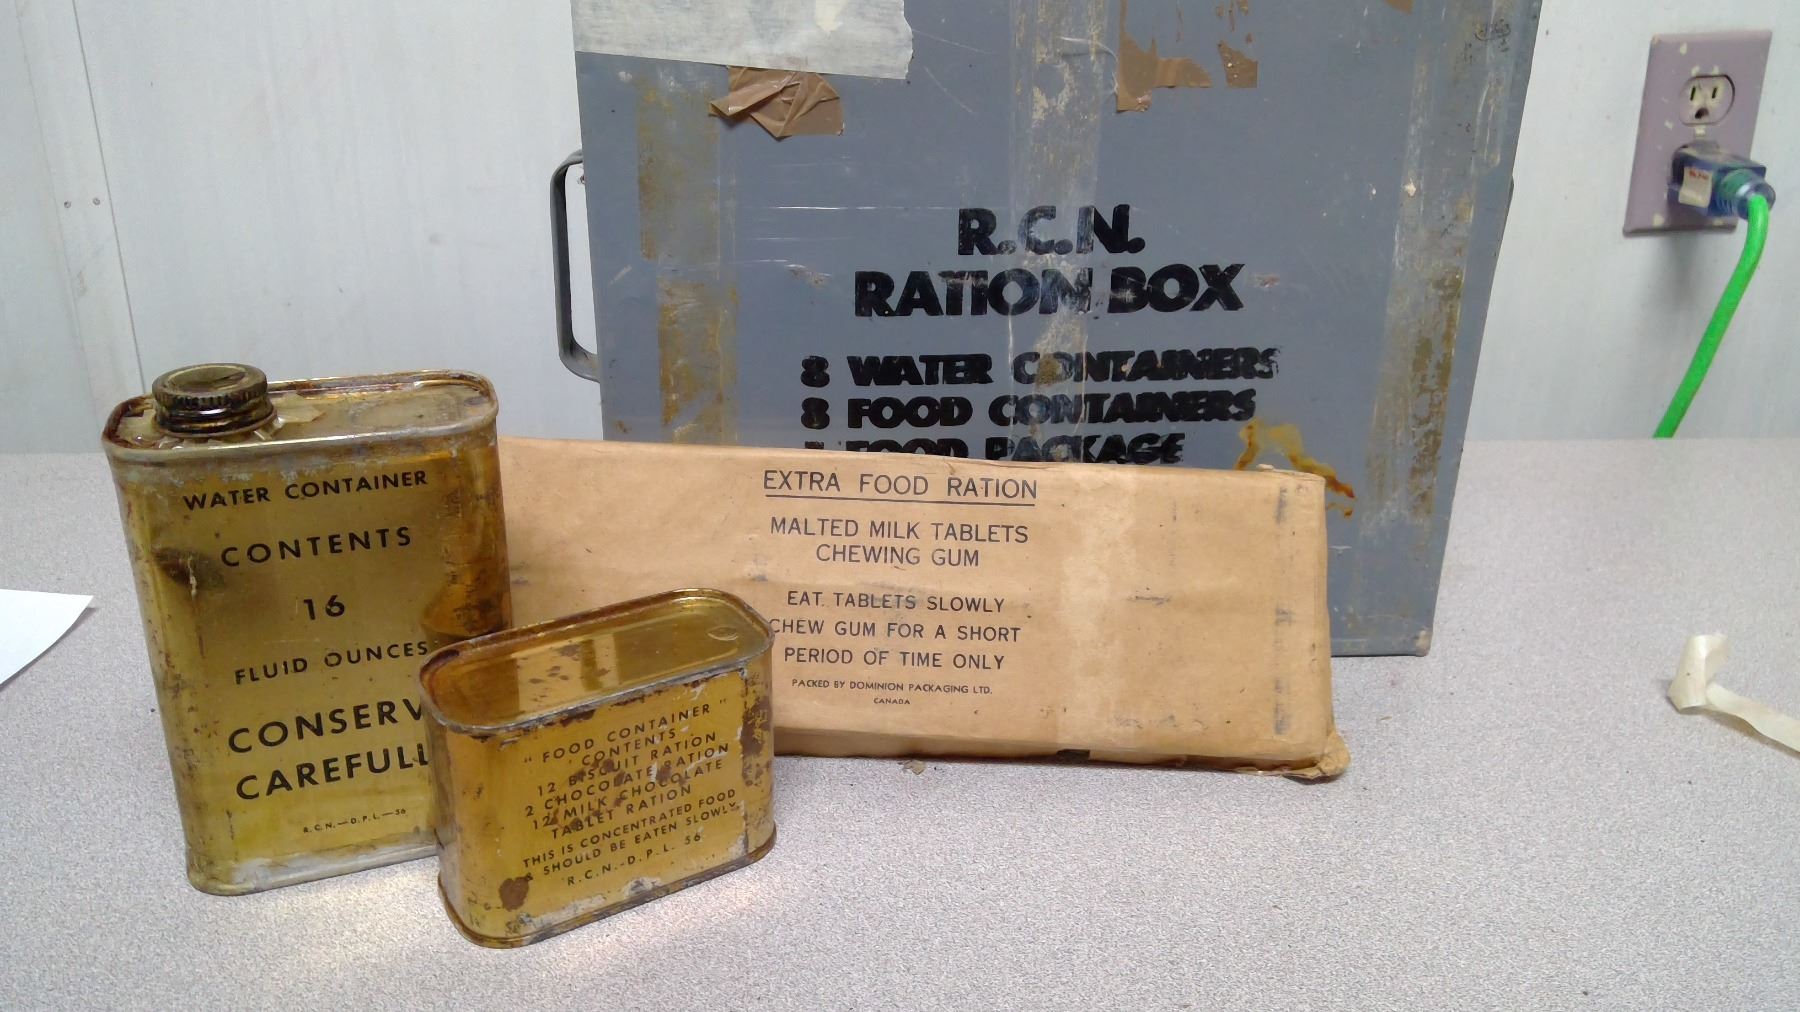 R.C.N.
RATION BOX
8 WATER CONTAINERS
8 FOOD CONTAINERS
FOOD PACKAGE
WATER CONTAINER
CONTENTS
16
FLUID OUNCES
CONSERV
CAREFULL
R.C.N.—D.P.L.—56
EXTRA FOOD RATION
MALTED MILK TABLETS
CHEWING GUM
EAT TABLETS SLOWLY
CHEW GUM FOR A SHORT
PERIOD OF TIME ONLY
PACKED BY DOMINION PACKAGING LTD.
CANADA
"FOOD CONTAINER"
CONTENTS
12 BISCUIT RATION
2 CHOCOLATE RATION
12 MILK CHOCOLATE
TABLET RATION
THIS IS CONCENTRATED FOOD
& SHOULD BE EATEN SLOWLY
R.C.N.-D.P.L. 56